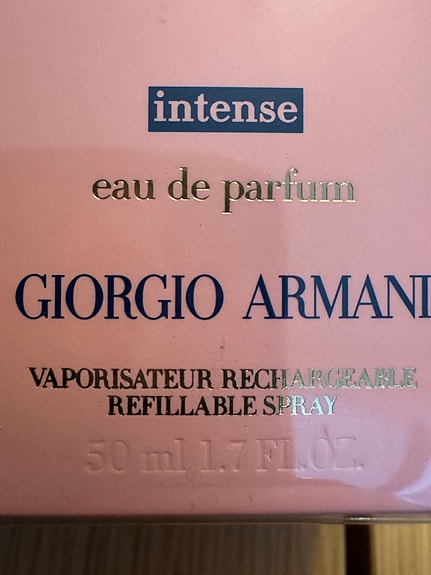 intense
eau de parfum
GIORGIO ARMANI
VAPORISATEUR RECHARGEABLE
REFILLABLE SPRAY
50 ml 1.7 FL.OZ.